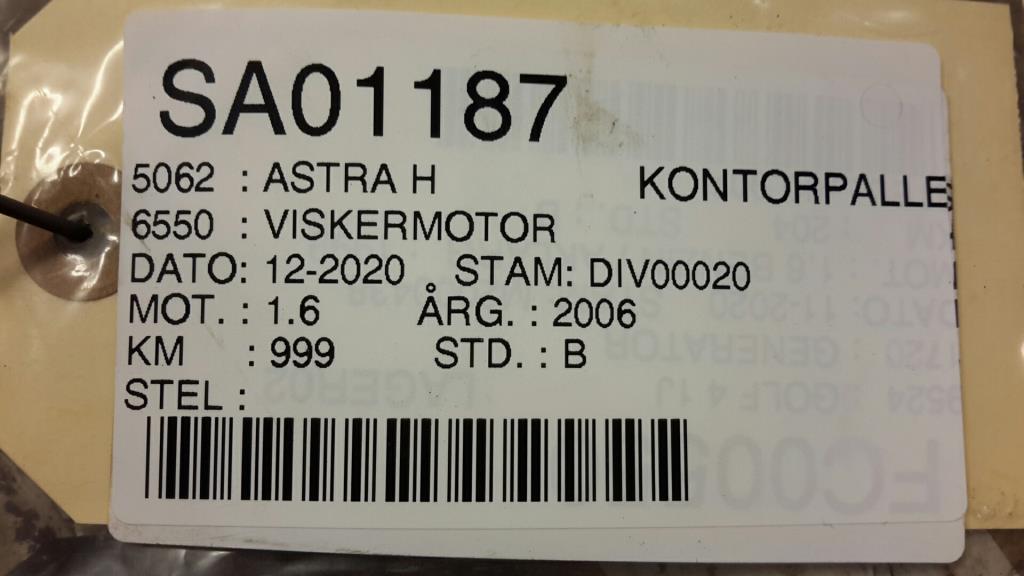 SA01187
5062 : ASTRA H KONTORPALLE
6550 : VISKERMOTOR
DATO: 12-2020 STAM: DIV00020
MOT. : 1.6 ÅRG. : 2006
KM : 999 STD. : B
STEL :